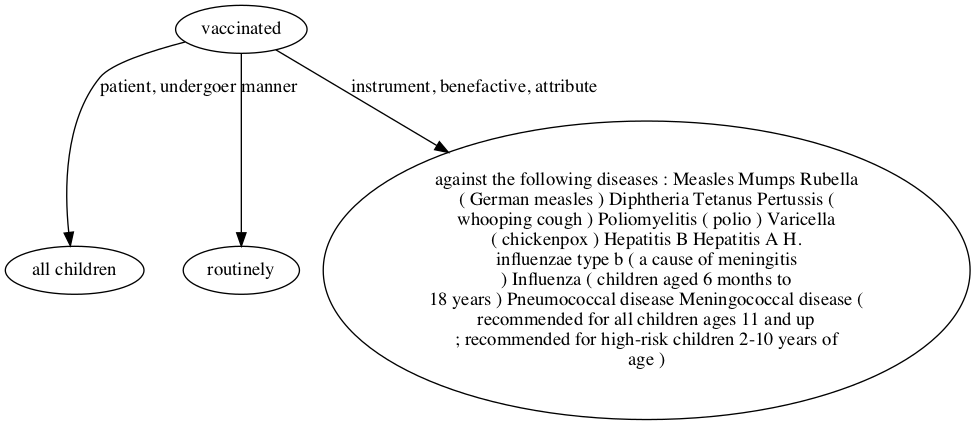 vaccinated
patient, undergoer
manner
instrument, benefactive, attribute
all children
routinely
against the following diseases : Measles Mumps Rubella
( German measles ) Diphtheria Tetanus Pertussis (
whooping cough ) Poliomyelitis ( polio ) Varicella
( chickenpox ) Hepatitis B Hepatitis A H.
influenzae type b ( a cause of meningitis
) Influenza ( children aged 6 months to
18 years ) Pneumococcal disease Meningococcal disease (
recommended for all children ages 11 and up
; recommended for high-risk children 2-10 years of
age )